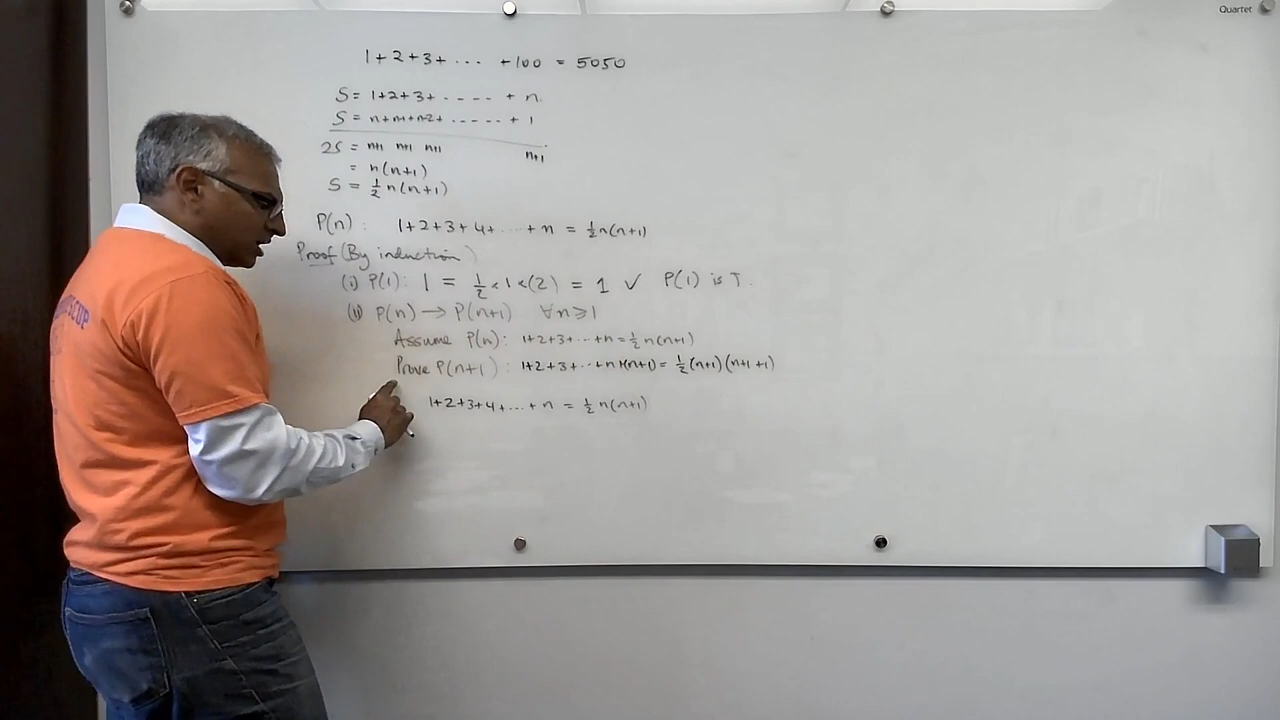 Quartet
1+2+3+ ... +100 = 5050
S = 1+2+3+ ..... + n.
S = n+n-1+n-2+ ...... + 1
2S = n+1 n+1 n+1 n+1
= n(n+1)
S = ½ n(n+1)
P(n): 1+2+3+4+ ... + n = ½n(n+1)
Proof (By induction)
(i) P(1): 1 = ½ × 1 × (2) = 1 ✓ P(1) is T.
(ii) P(n) → P(n+1) ∀n ≥ 1
Assume P(n): 1+2+3+ ... +n = ½n(n+1)
Prove P(n+1): 1+2+3+ ... +n+(n+1) = ½(n+1)(n+1+1)
1+2+3+4+ ... + n = ½ n(n+1)